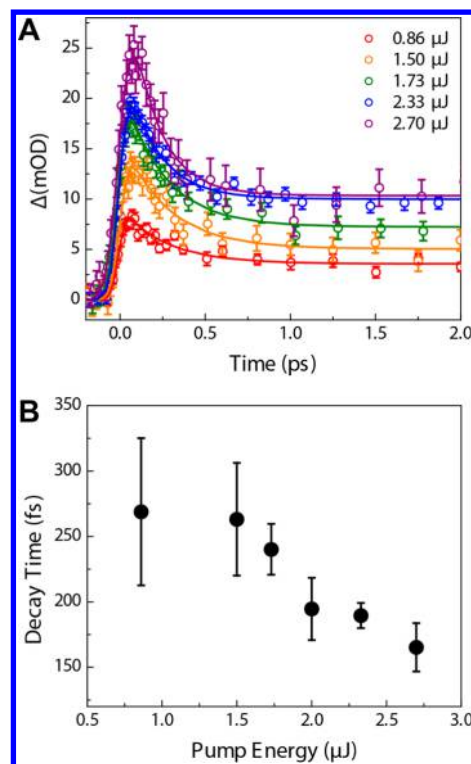 A
0.86 μJ
1.50 μJ
1.73 μJ
2.33 μJ
2.70 μJ
Δ(mOD)
25
20
15
10
5
0
0.0 0.5 1.0 1.5 2.0
Time (ps)
B
Decay Time (fs)
350
300
250
200
150
0.5 1.0 1.5 2.0 2.5 3.0
Pump Energy (μJ)